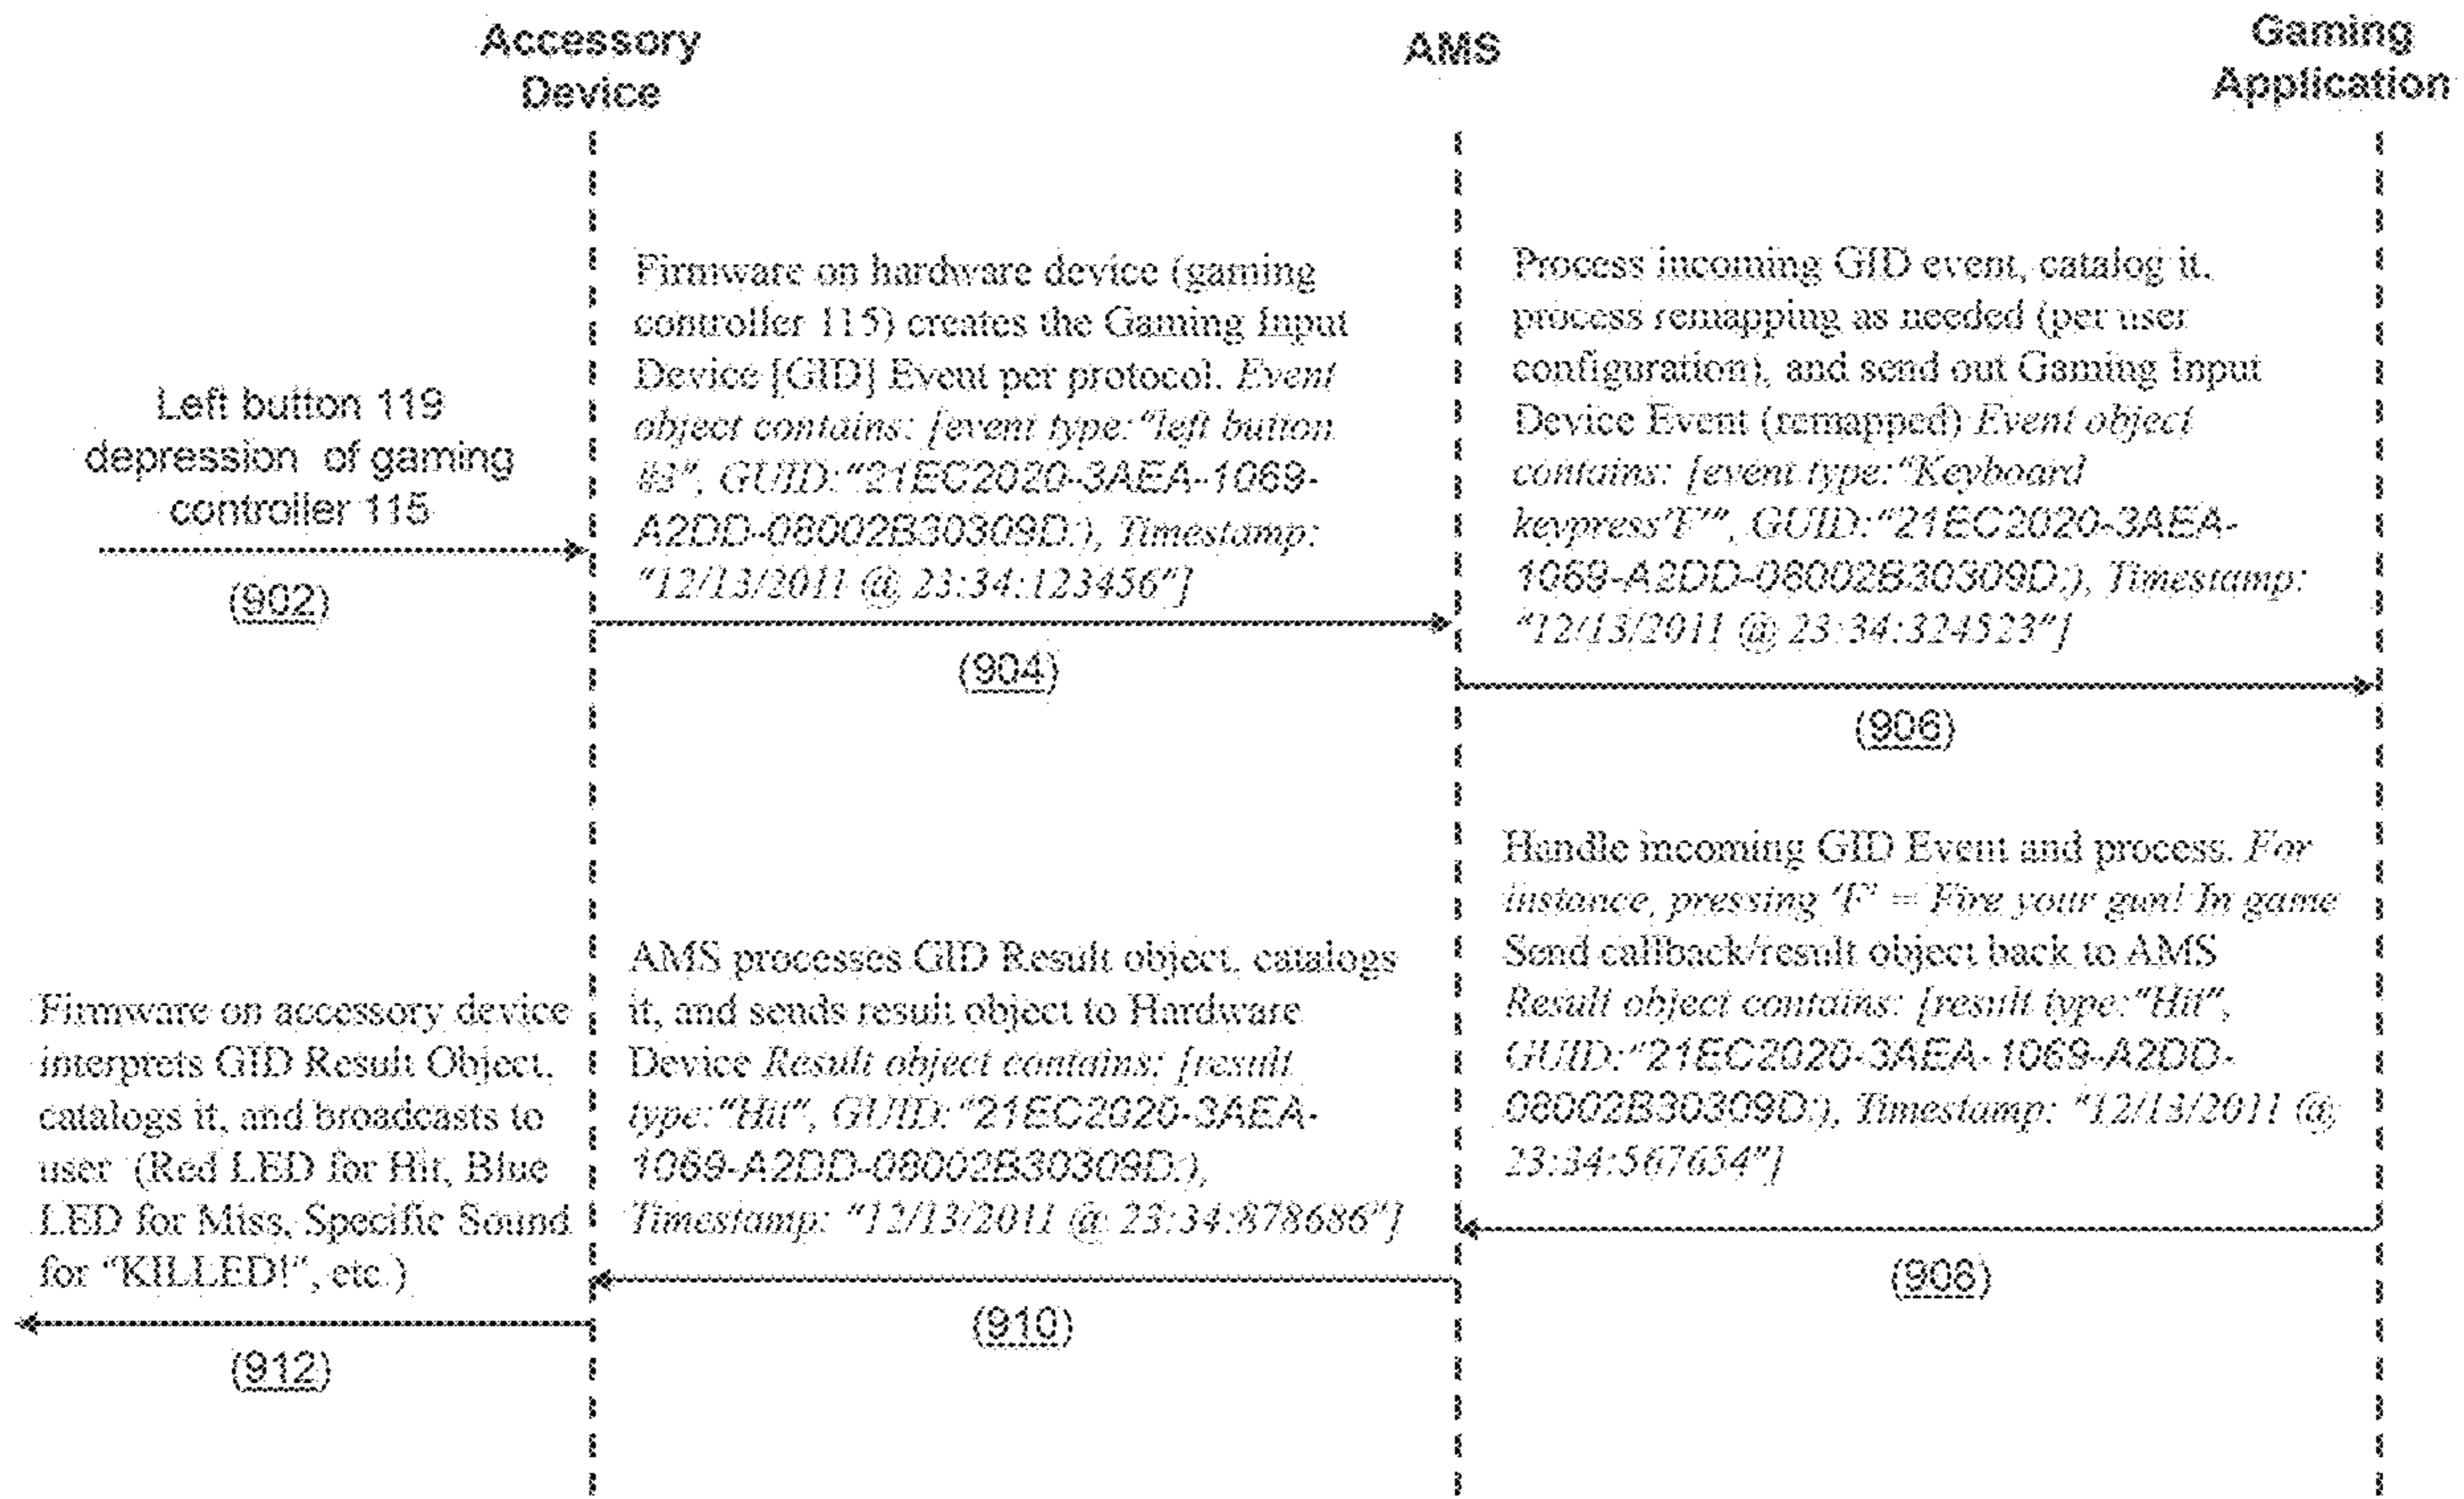 Accessory
Device
AMS
Gaming
Application
Left button 119
depression of gaming
controller 115
(902)
Firmware on hardware device (gaming
controller 115) creates the Gaming Input
Device [GID] Event per protocol. Event
object contains: [event type:"left button
#3", GUID:"21EC2020-3AEA-1069-
A2DD-08002B30309D:), Timestamp:
"12/13/2011 @ 23:34:123456"]
(904)
Process incoming GID event, catalog it,
process remapping as needed (per user
configuration), and send out Gaming Input
Device Event (remapped) Event object
contains: [event type:"Keyboard
keypress'F'", GUID:"21EC2020-3AEA-
1069-A2DD-08002B30309D:), Timestamp:
"12/13/2011 @ 23:34:324523"]
(906)
Handle incoming GID Event and process. For
instance, pressing 'F' = Fire your gun! In game
Send callback/result object back to AMS
Result object contains: [result type:"Hit",
GUID:"21EC2020-3AEA-1069-A2DD-
08002B30309D:), Timestamp: "12/13/2011 @
23:34:567654"]
(908)
AMS processes GID Result object, catalogs
it, and sends result object to Hardware
Device Result object contains: [result
type:"Hit", GUID:"21EC2020-3AEA-
1069-A2DD-08002B30309D:),
Timestamp: "12/13/2011 @ 23:34:878686"]
(910)
Firmware on accessory device
interprets GID Result Object,
catalogs it, and broadcasts to
user (Red LED for Hit, Blue
LED for Miss, Specific Sound
for "KILLED!", etc.)
(912)